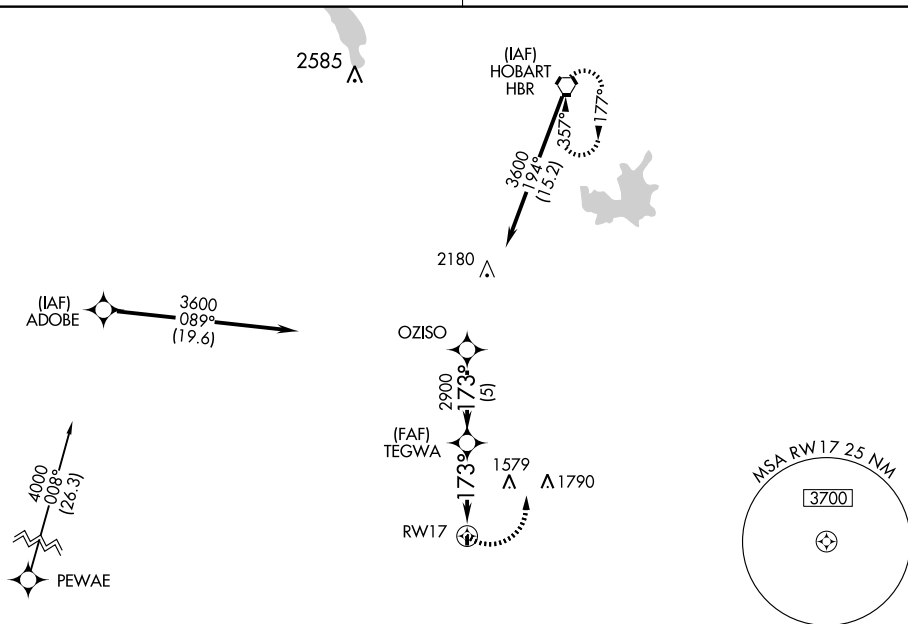 2585
(IAF)
HOBART
HBR
357°
177°
3600
194°
(15.2)
2180
(IAF)
ADOBE
3600
089°
(19.6)
OZISO
2900
173°
(5)
(FAF)
TEGWA
173°
1579
1790
RW17
4000
008°
(26.3)
PEWAE
MSA RW17 25 NM
3700